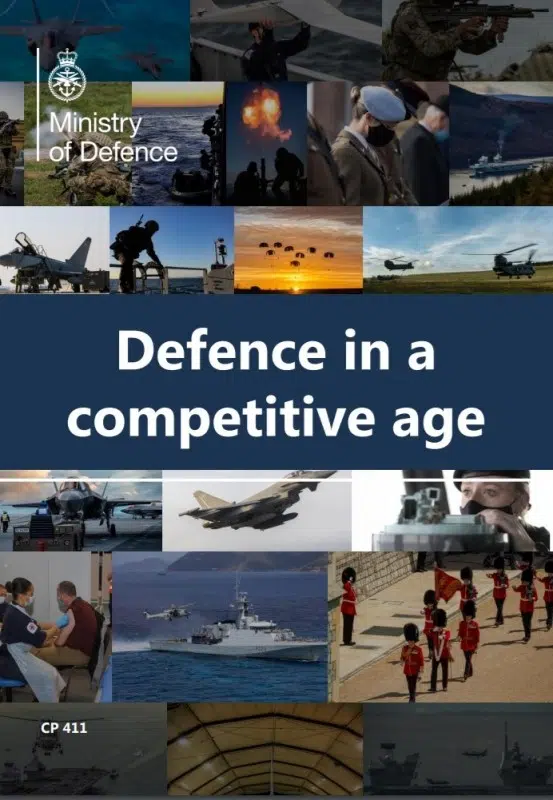 Ministry
of Defence
Defence in a
competitive age
CP 411